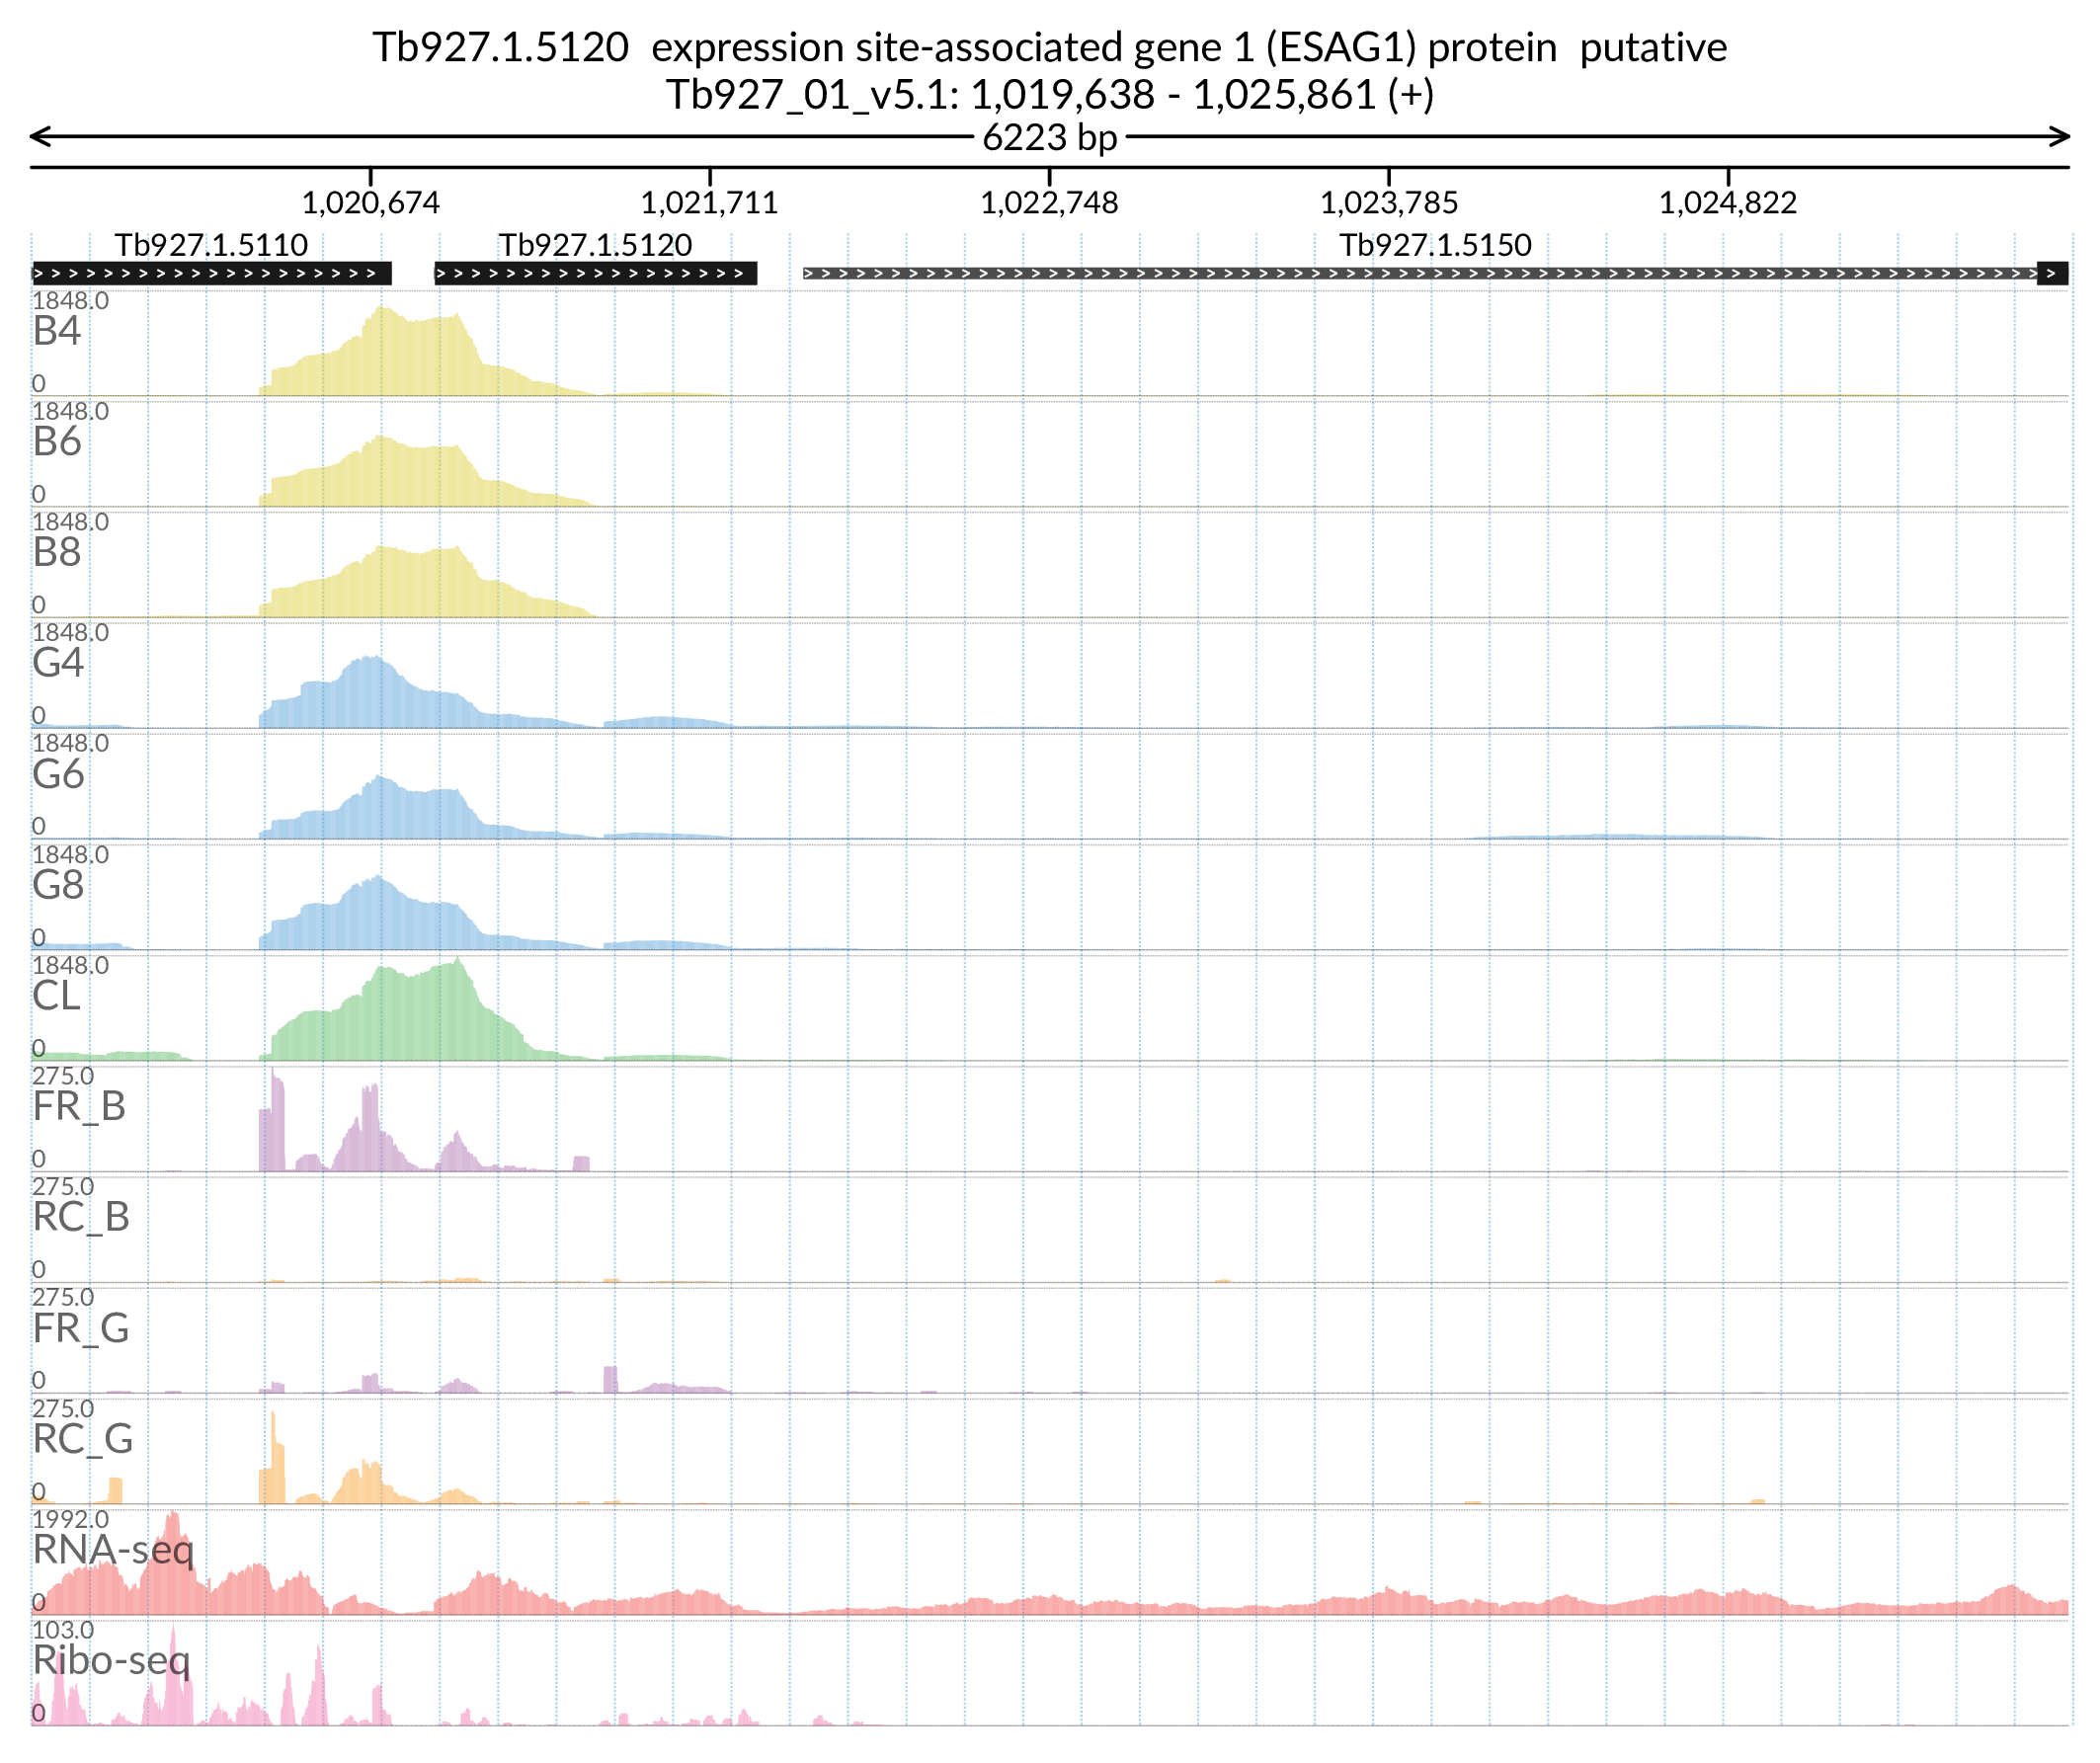 Tb927.1.5120  expression site-associated gene 1 (ESAG1) protein  putative
Tb927_01_v5.1: 1,019,638 - 1,025,861 (+)
6223 bp
1,020,674 1,021,711 1,022,748 1,023,785 1,024,822
Tb927.1.5110 Tb927.1.5120 Tb927.1.5150
1848.0
B4
0
1848.0
B6
0
1848.0
B8
0
1848.0
G4
0
1848.0
G6
0
1848.0
G8
0
1848.0
CL
0
275.0
FR_B
0
275.0
RC_B
0
275.0
FR_G
0
275.0
RC_G
0
1992.0
RNA-seq
0
103.0
Ribo-seq
0